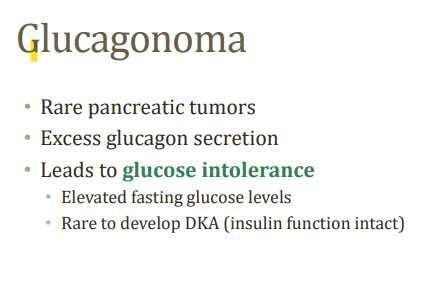 Glucagonoma
• Rare pancreatic tumors
• Excess glucagon secretion
• Leads to glucose intolerance
• Elevated fasting glucose levels
• Rare to develop DKA (insulin function intact)